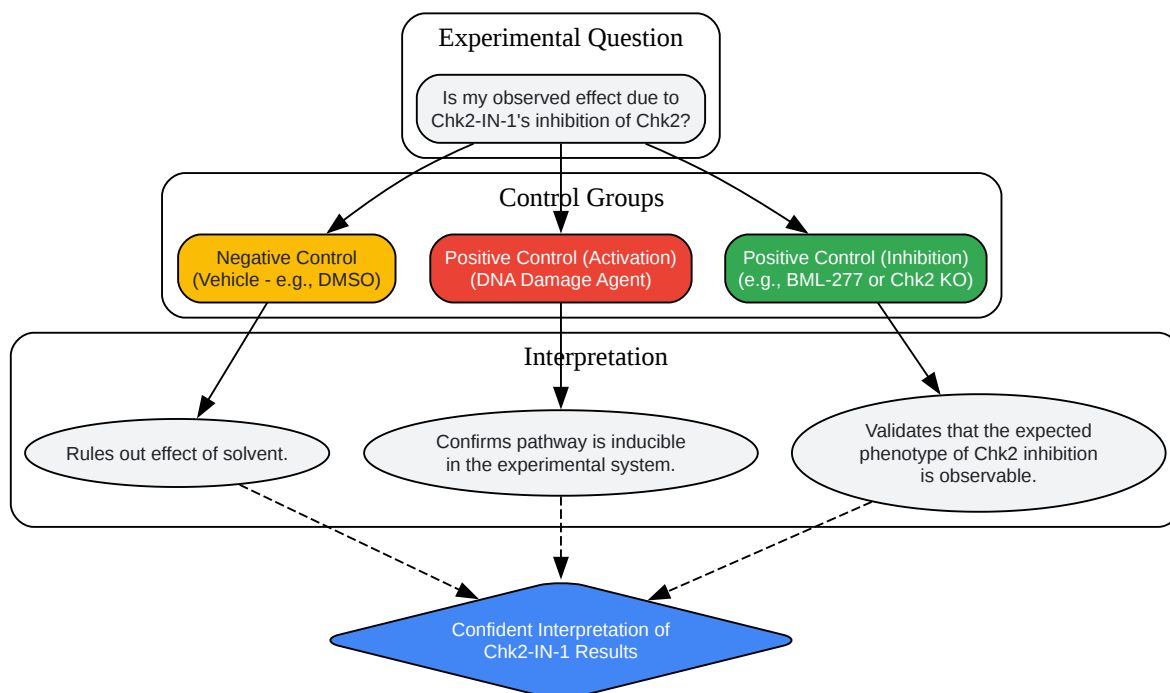 Experimental Question
Is my observed effect due to
Chk2-IN-1's inhibition of Chk2?
Control Groups
Negative Control
(Vehicle - e.g., DMSO)
Positive Control (Activation)
(DNA Damage Agent)
Positive Control (Inhibition)
(e.g., BML-277 or Chk2 KO)
Interpretation
Rules out effect of solvent.
Confirms pathway is inducible
in the experimental system.
Validates that the expected
phenotype of Chk2 inhibition
is observable.
Confident Interpretation of
Chk2-IN-1 Results